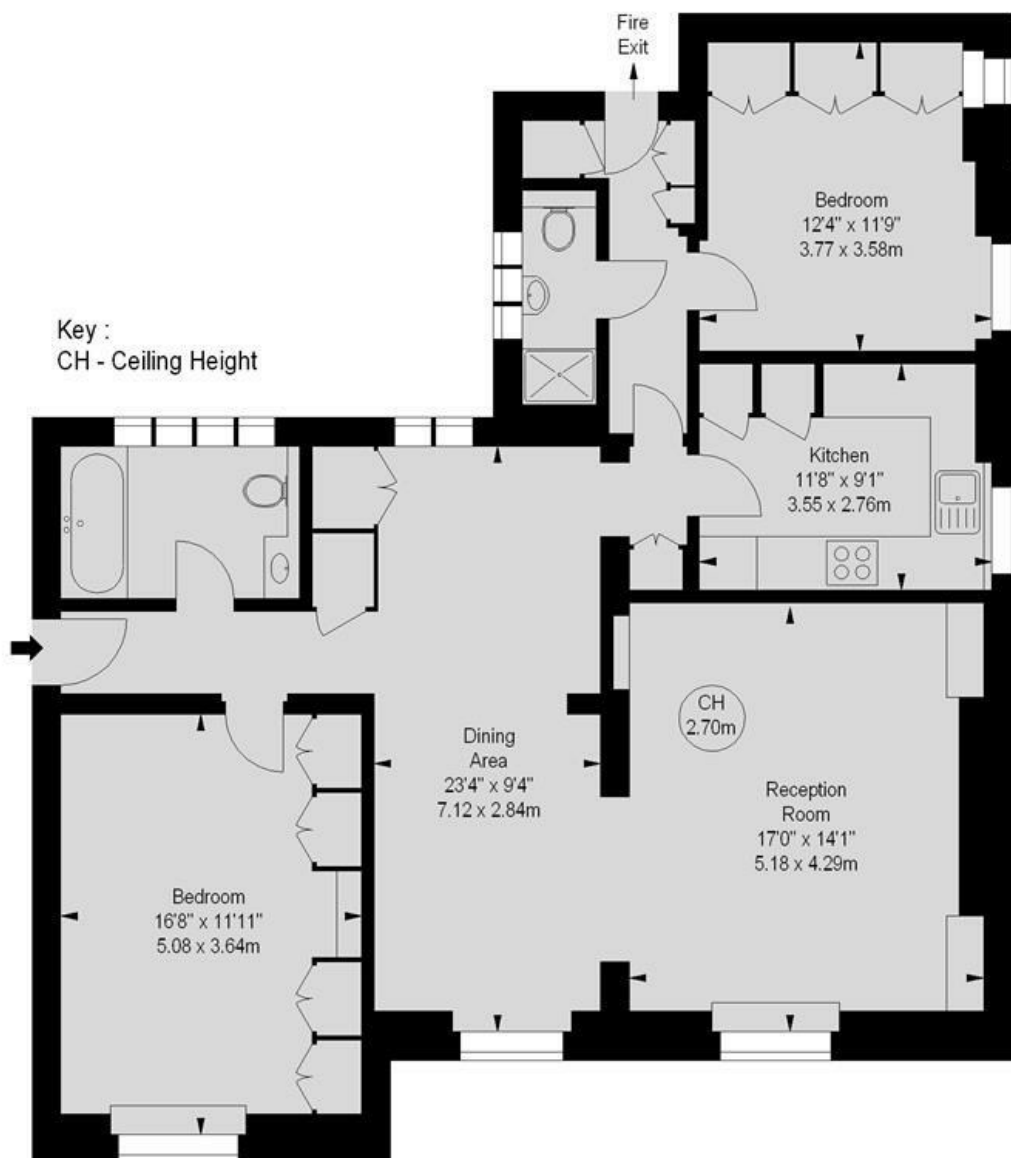 Fire
Exit
Bedroom
12'4" x 11'9"
3.77 x 3.58m
Key :
CH - Ceiling Height
Kitchen
11'8" x 9'1"
3.55 x 2.76m
CH
2.70m
Dining
Area
23'4" x 9'4"
7.12 x 2.84m
Reception
Room
17'0" x 14'1"
5.18 x 4.29m
Bedroom
16'8" x 11'11"
5.08 x 3.64m